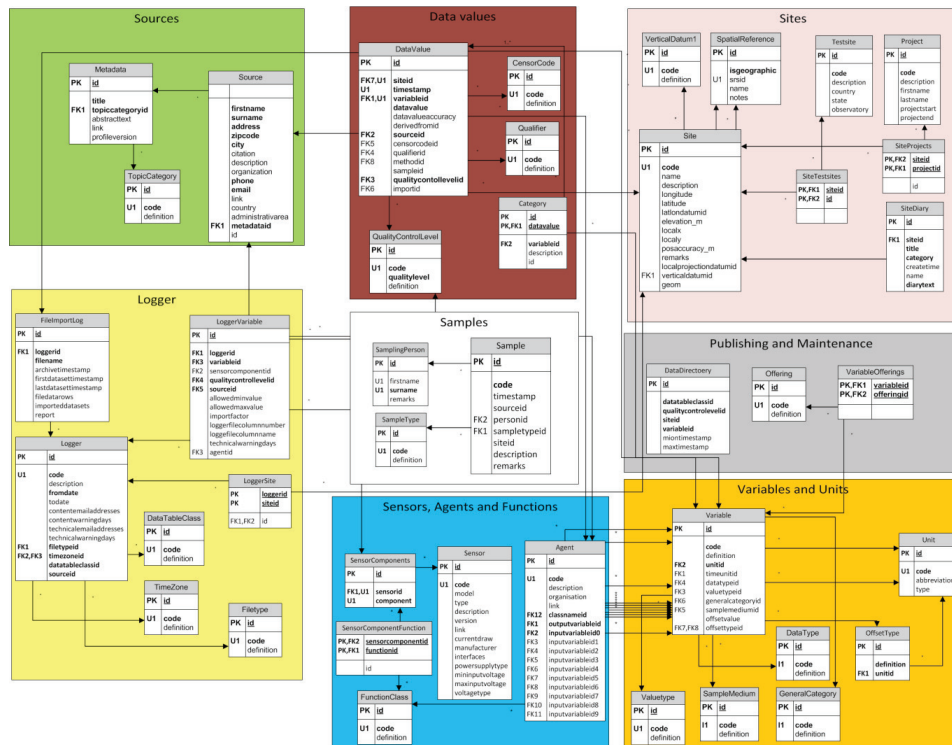 Sources
Metadata
PK id
title
FK1 topiccategoryid
abstracttext
link
profileversion
Source
firstname
surname
address
zipcode
city
citation
description
organization
phone
email
link
country
administrativearea
FK1 metadataid
id
TopicCategory
PK id
U1 code
definition
Data values
DataValue
PK id
FK7,U1 siteid
U1 timestamp
FK1,U1 variableid
datavalue
datavalueaccuracy
derivedfromid
FK2 sourceid
FK5 censorcodeid
FK4 qualifierid
FK8 methodid
sampleid
FK3 qualitycontollevelid
FK6 importid
CensorCode
PK id
U1 code
definition
Qualifier
PK id
U1 code
definition
Category
PK id
PK,FK1 datavalue
FK2 variableid
description
id
QualityControlLevel
PK id
U1 code
qualitylevel
definition
Sites
VerticalDatum1
PK id
U1 code
definition
SpatialReference
PK id
U1 isgeographic
srsid
name
notes
Testsite
PK id
code
description
country
state
observatory
Project
PK id
code
description
firstname
lastname
projectstart
projectend
Site
PK id
U1 code
name
description
longitude
latitude
latlondatumid
elevation_m
localx
localy
posaccuracy_m
remarks
localprojectiondatumid
FK1 verticaldatumid
geom
SiteProjects
PK,FK2 siteid
PK,FK1 projectid
id
SiteTestsites
PK,FK1 siteid
PK,FK2 id
SiteDiary
PK id
FK1 siteid
title
category
createtime
name
diarytext
Logger
FileImportLog
PK id
FK1 loggerid
filename
archivetimestamp
firstdatasettimestamp
lastdatasettimestamp
filedatarows
importeddatasets
report
LoggerVariable
PK id
FK1 loggerid
FK3 variableid
FK2 sensorcomponentid
FK4 qualitycontrollevelid
FK5 sourceid
allowedminvalue
allowedmaxvalue
importfactor
loggerfilecolumnnumber
loggefilecolumnname
technicalwarningdays
FK3 agentid
Logger
PK id
U1 code
description
fromdate
todate
contentemailaddresses
contentwarningdays
technicalemailaddresses
technicalwarningdays
FK1 filetypeid
FK2,FK3 timezoneid
datatableclassid
sourceid
LoggerSite
PK loggerid
PK siteid
FK1,FK2 id
DataTableClass
PK id
U1 code
definition
TimeZone
PK id
U1 code
definition
Filetype
PK id
U1 code
definition
Samples
SamplingPerson
PK id
U1 firstname
U1 surname
remarks
Sample
PK id
code
timestamp
sourceid
FK2 personid
FK1 sampletypeid
siteid
description
remarks
SampleType
PK id
U1 code
definition
Publishing and Maintenance
DataDirectoery
PK id
datatableclassid
qualitycontrolevelid
siteid
variableid
miontimestamp
maxtimestamp
Offering
PK id
U1 code
definition
VariableOfferings
PK,FK1 variableid
PK,FK2 offeringid
Sensors, Agents and Functions
SensorComponents
PK id
FK1,U1 sensorid
U1 component
Sensor
PK id
U1 code
model
type
description
version
link
currentdraw
manufacturer
interfaces
powersupplytype
mininputvoltage
maxinputvoltage
voltagetype
Agent
PK id
U1 code
description
organisation
link
FK12 classnameid
FK1 outputvariableid
FK2 inputvariableid0
FK3 inputvariableid1
FK4 inputvariableid2
FK5 inputvariableid3
FK6 inputvariableid4
FK7 inputvariableid5
FK8 inputvariableid6
FK9 inputvariableid7
FK10 inputvariableid8
FK11 inputvariableid9
SensorComponentFunction
PK,FK2 sensorcomponentid
PK,FK1 functionid
id
FunctionClass
PK id
U1 code
definition
Variables and Units
Variable
PK id
code
definition
FK2 unitid
FK1 timeunitid
FK4 datatypeid
FK3 valuetypeid
FK6 generalcategoryid
FK5 samplemediumid
offsetvalue
FK7,FK8 offsettypeid
Unit
PK id
U1 code
abbreviation
type
DataType
PK id
I1 code
definition
OffsetType
PK id
definition
FK1 unitid
Valuetype
PK id
U1 code
definition
SampleMedium
PK id
I1 code
definition
GeneralCategory
PK id
I1 code
definition